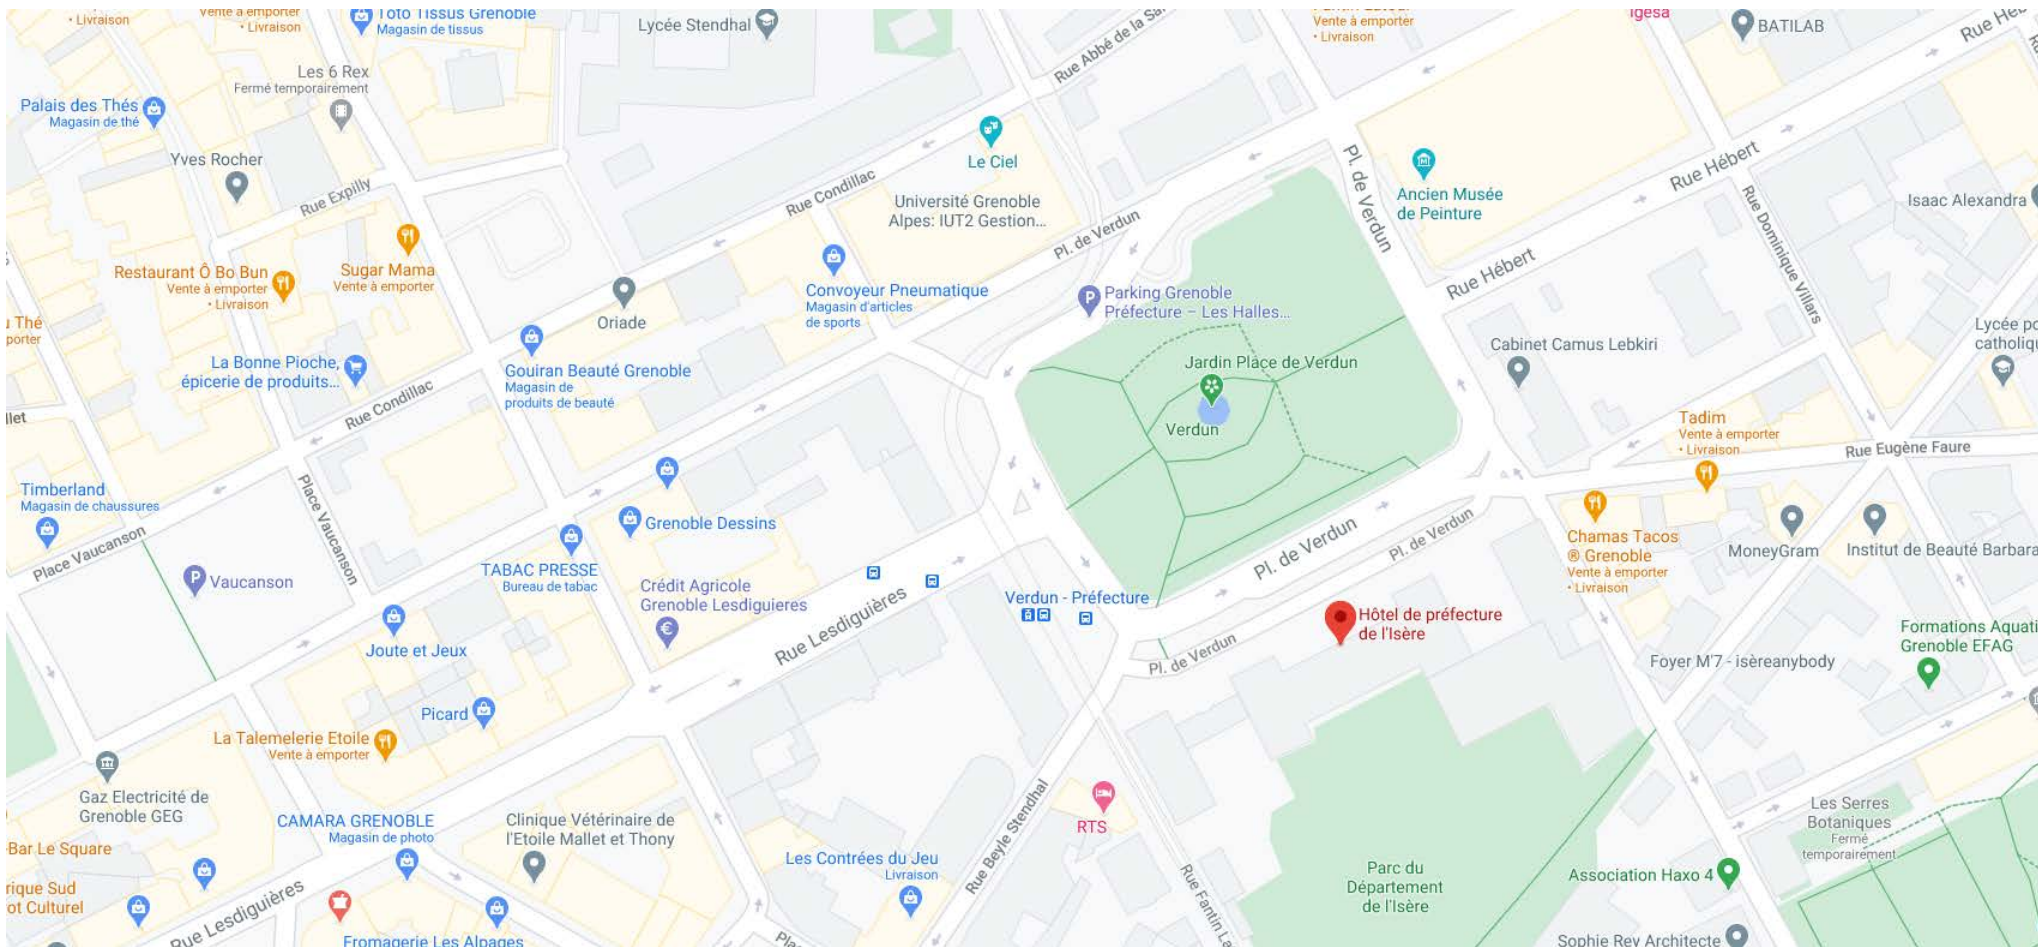 • Livraison
Vente à emporter
• Livraison
Toto Tissus Grenoble
Magasin de tissus
Lycée Stendhal
Rue Abbé de la
Vente à emporter
• Livraison
Igesa
BATILAB
Rue
Les 6 Rex
Fermé temporairement
Palais des Thés
Magasin de thé
Yves Rocher
Rue Expilly
Le Ciel
Rue Condillac
Université Grenoble
Alpes: IUT2 Gestion...
Pl. de Verdun
Pl. de Verdun
Ancien Musée
de Peinture
Rue Hébert
Rue Dominique Villars
Isaac Alexandra
Restaurant Ô Bo Bun
Vente à emporter
• Livraison
Sugar Mama
Vente à emporter
Oriade
Convoyeur Pneumatique
Magasin d'articles
de sports
P
Parking Grenoble
Préfecture – Les Halles...
Rue Hébert
Thé
La Bonne Pioche,
épicerie de produits...
Gouiran Beauté Grenoble
Magasin de
produits de beauté
Rue Condillac
Jardin Place de Verdun
Verdun
Cabinet Camus Lebkiri
Lycée
Tadim
Vente à emporter
• Livraison
Rue Eugène Faure
Timberland
Magasin de chaussures
Place Vaucanson
Place Vaucanson
P
Vaucanson
Grenoble Dessins
TABAC PRESSE
Bureau de tabac
Crédit Agricole
Grenoble Lesdiguieres
€
Rue Lesdiguières
Verdun - Préfecture
Pl. de Verdun
Pl. de Verdun
Pl. de Verdun
Chamas Tacos
® Grenoble
Vente à emporter
• Livraison
MoneyGram
Institut de Beauté Barbara
Hôtel de préfecture
de l'Isère
Foyer M'7 - isèreanybody
Formations
Grenoble EFAG
Joute et Jeux
Picard
La Talemelerie Etoile
Vente à emporter
Gaz Electricité de
Grenoble GEG
CAMARA GRENOBLE
Magasin de photo
Clinique Vétérinaire de
l'Etoile Mallet et Thony
Les Contrées du Jeu
Livraison
Rue Beyle Stendhal
RTS
Rue Fantin
Parc du
Département
de l'Isère
Les Serres
Botaniques
Fermé
temporairement
Association Haxo 4
Bar Le Square
Sud
Culturel
Rue Lesdiguières
Fromagerie Les Alpages
Sophie Rey Architecte